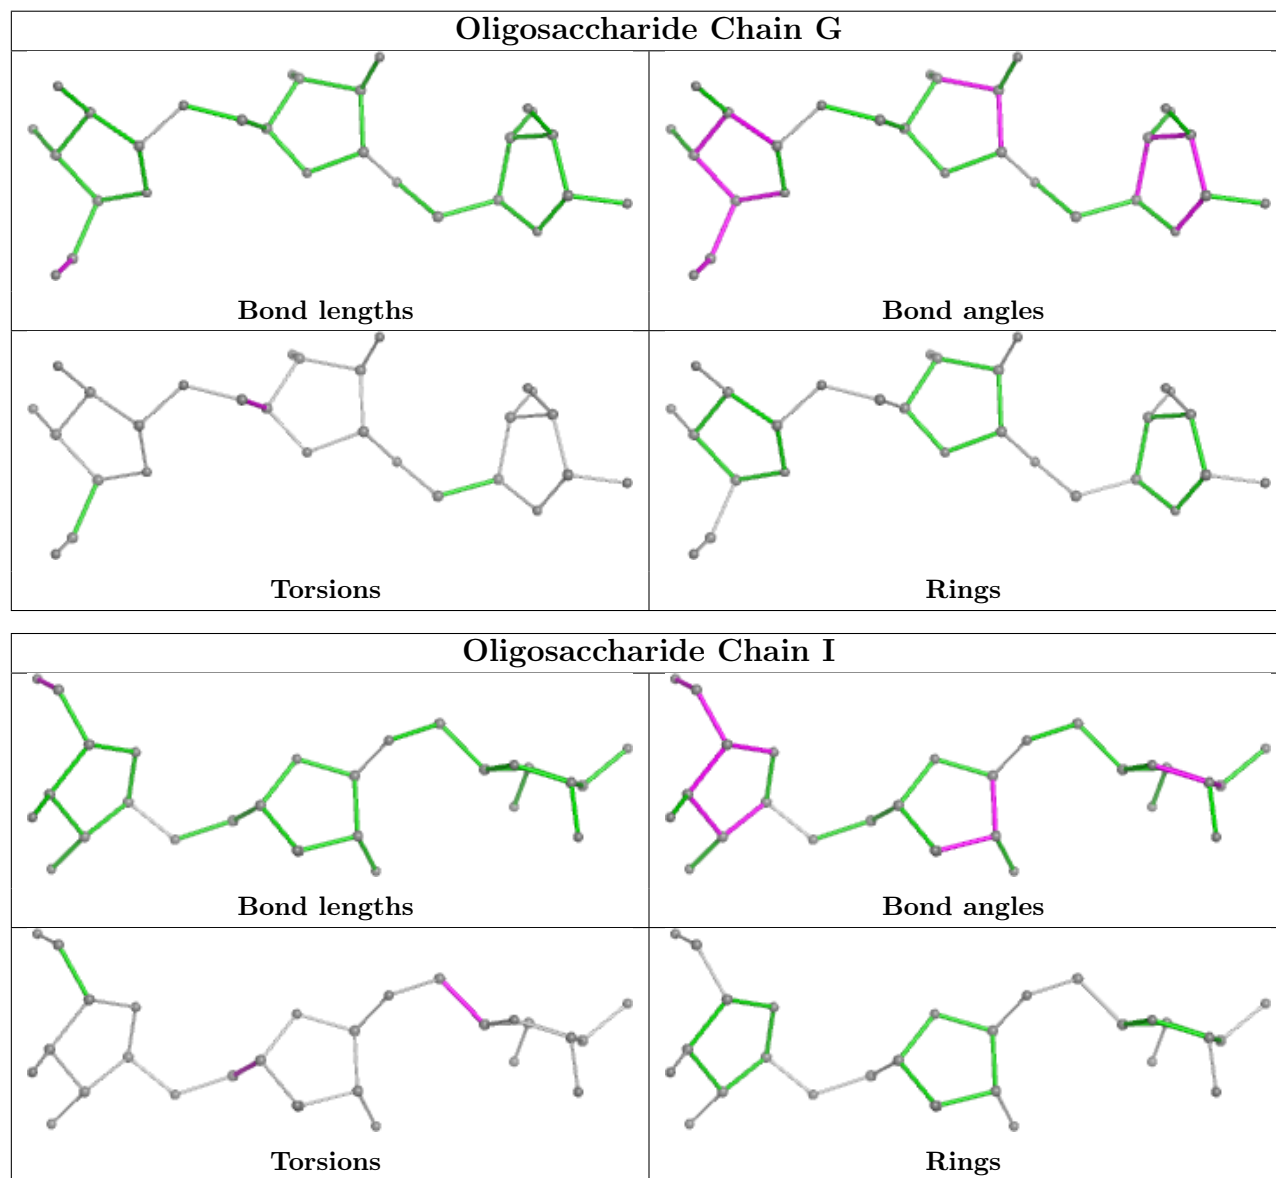 Oligosaccharide Chain G
Bond lengths
Bond angles
Torsions
Rings
Oligosaccharide Chain I
Bond lengths
Bond angles
Torsions
Rings